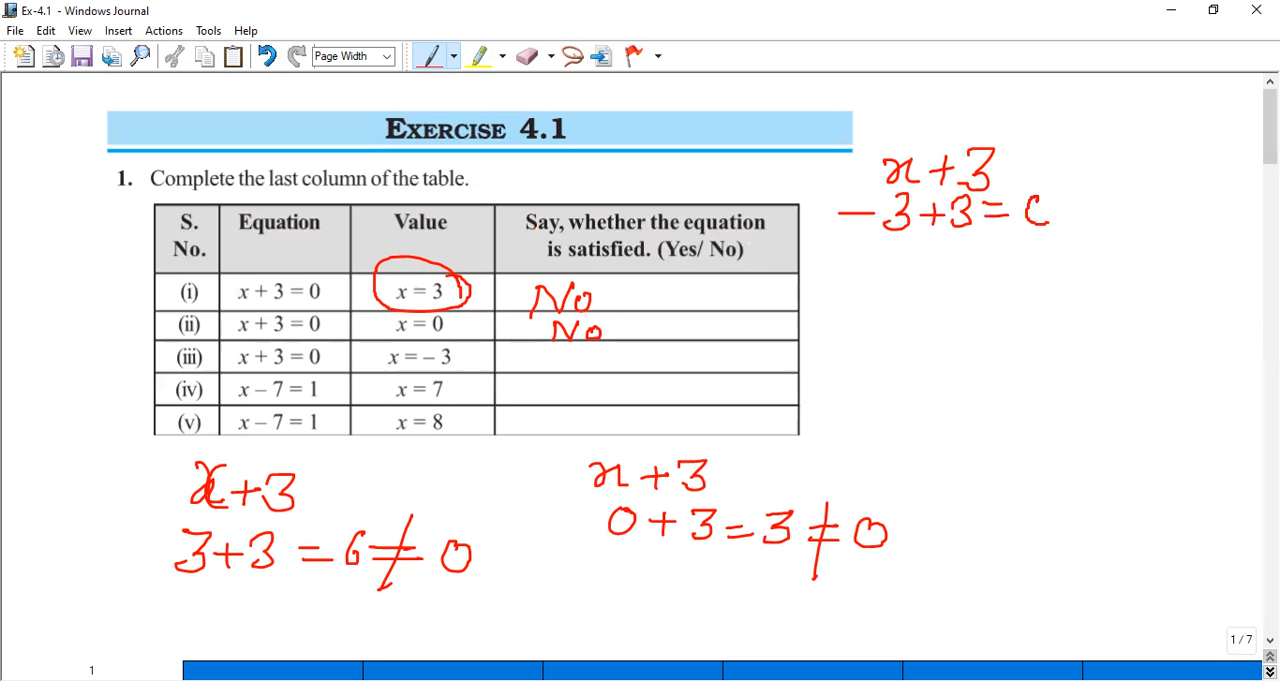 Ex-4.1 - Windows Journal
File Edit View Insert Actions Tools Help
Page Width
EXERCISE 4.1
1. Complete the last column of the table.
S. No. Equation Value Say, whether the equation is satisfied. (Yes/ No)
(i) x + 3 = 0 x = 3 No
(ii) x + 3 = 0 x = 0 No
(iii) x + 3 = 0 x = – 3
(iv) x – 7 = 1 x = 7
(v) x – 7 = 1 x = 8
x + 3
- 3 + 3 =
x + 3
3 + 3 = 6 ≠ 0
x + 3
0 + 3 = 3 ≠ 0
1 / 7
1